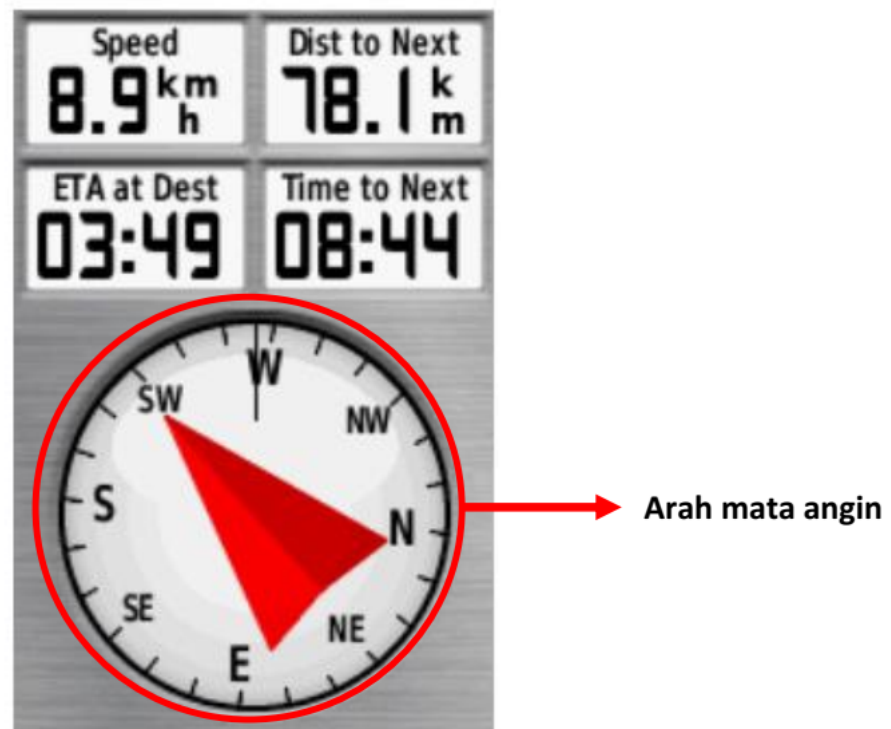 Speed
8.9 km h
Dist to Next
78.1 km
ETA at Dest
03:49
Time to Next
08:44
W
SW
NW
S
N
Arah mata angin
SE
NE
E